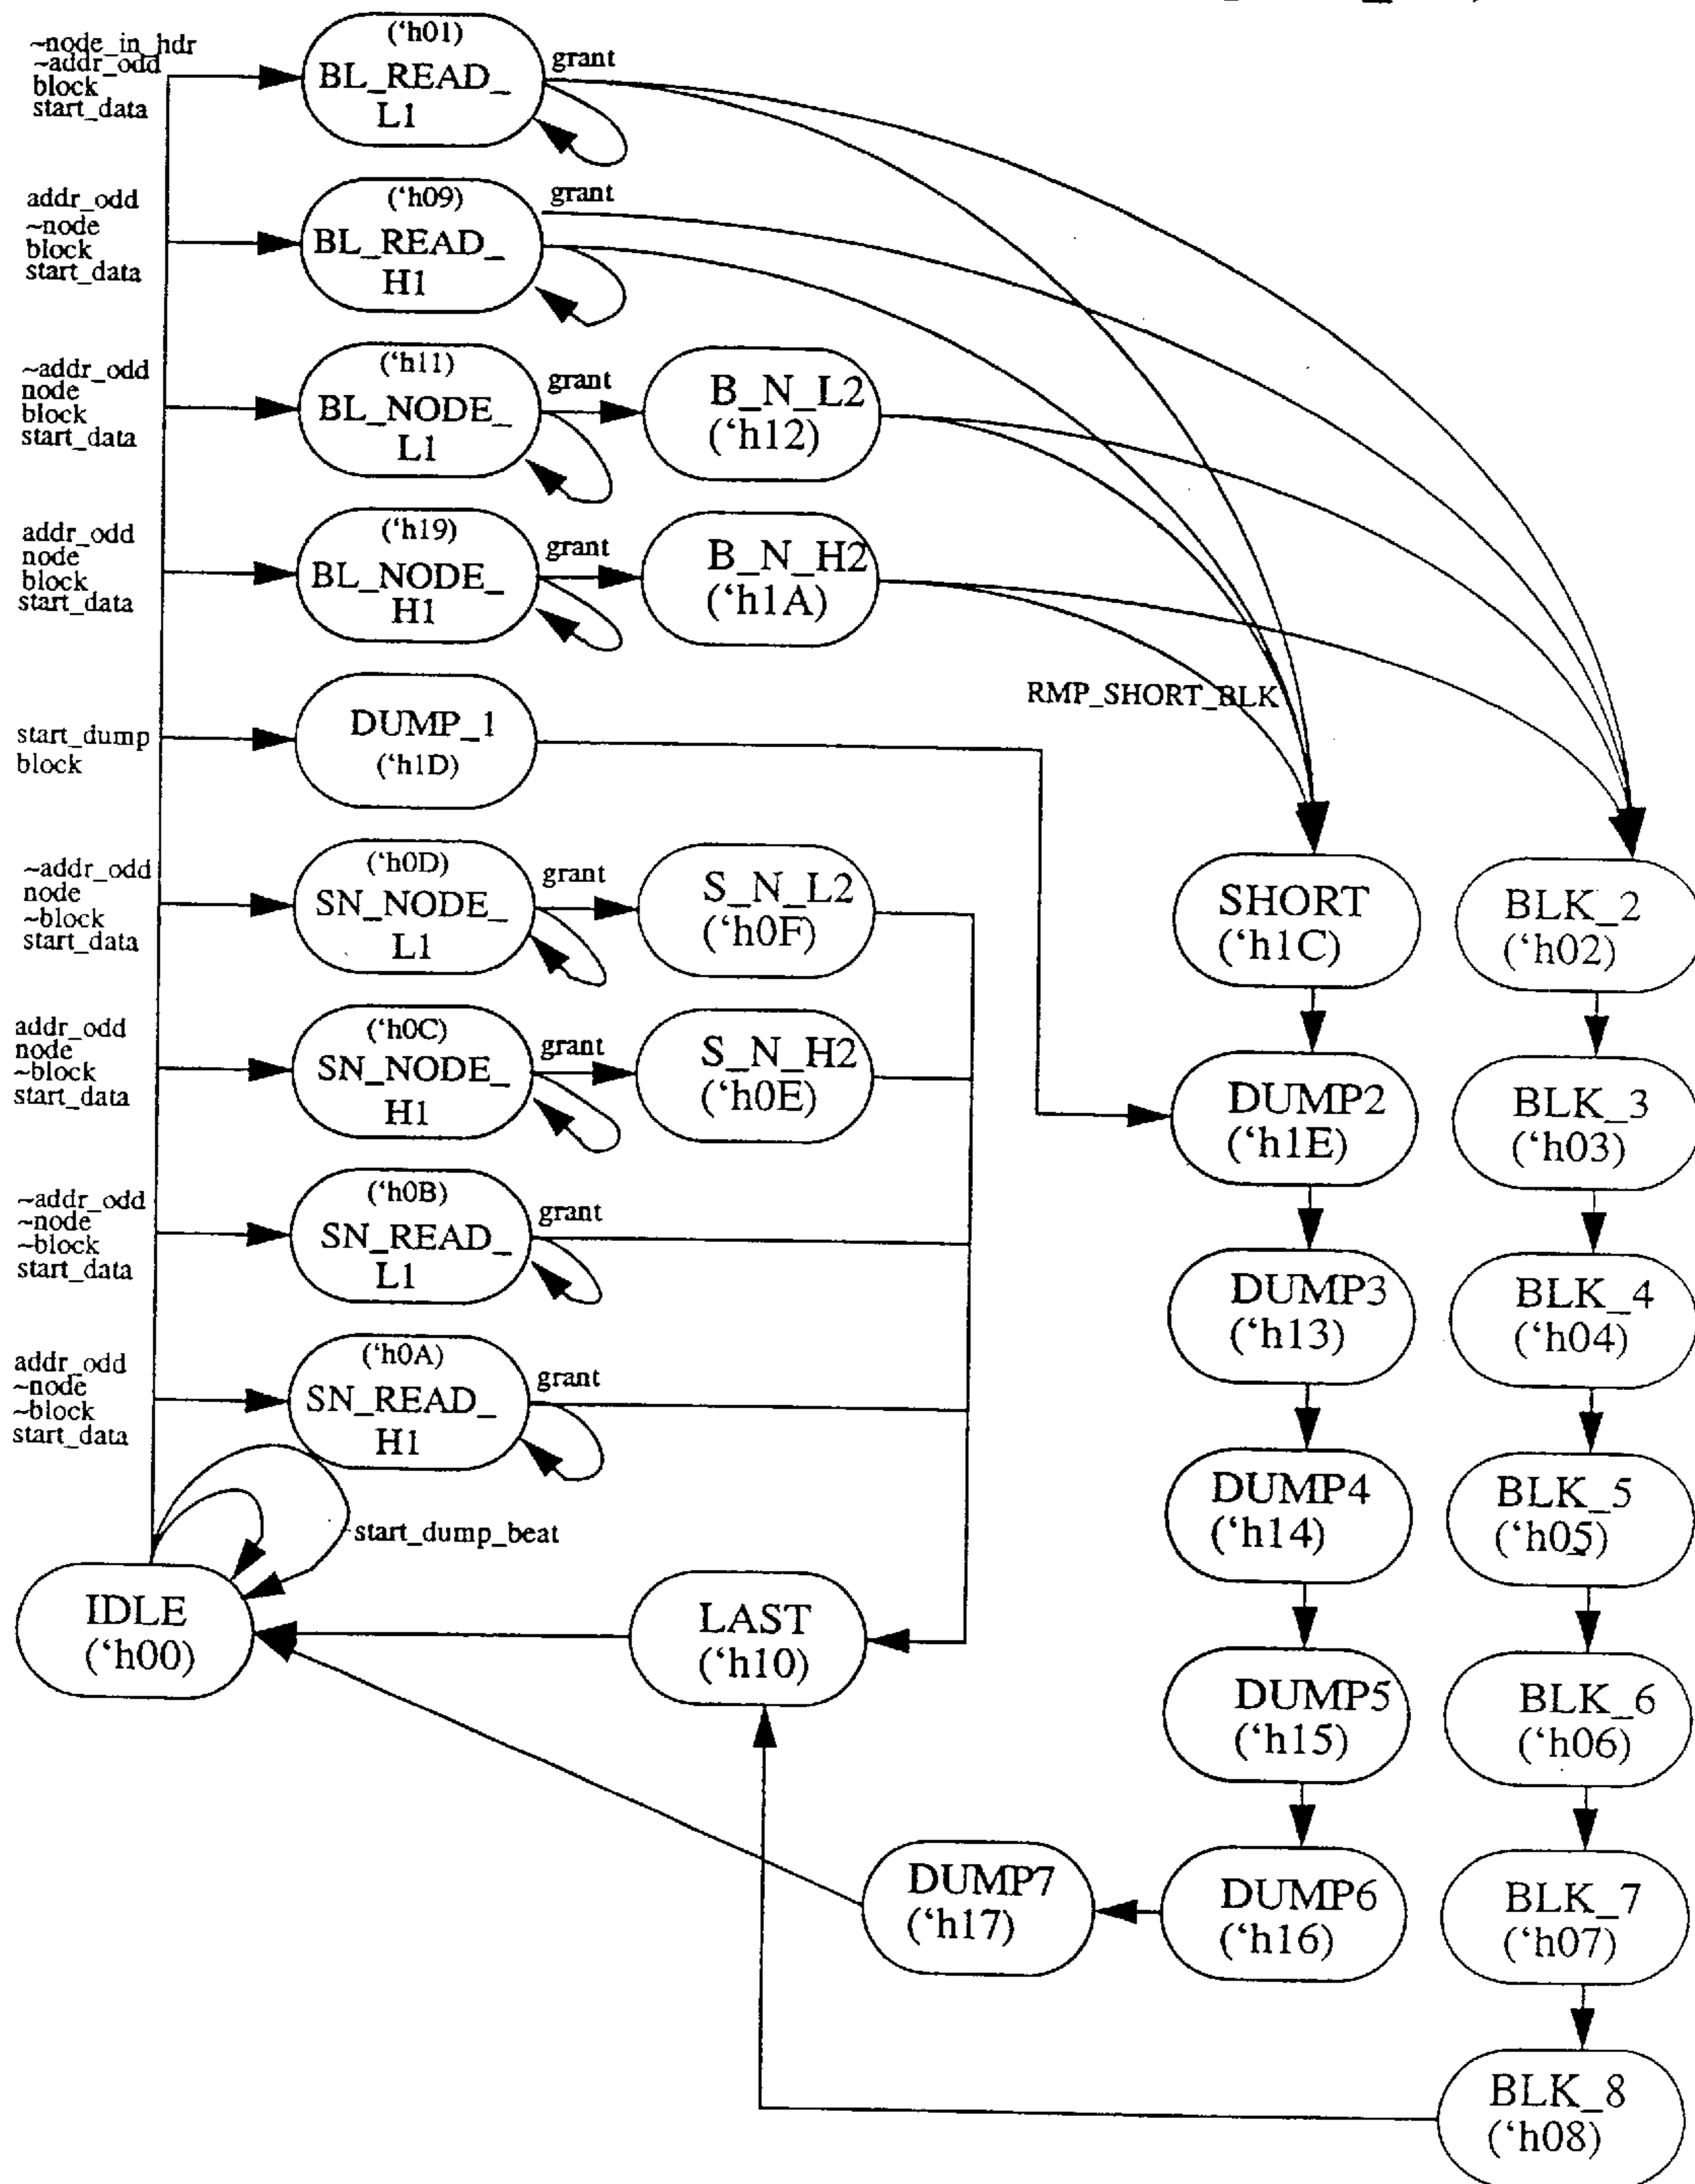 ~node_in_hdr
~addr_odd
block
start_data
('h01)
BL_READ_
L1
grant
addr_odd
~node
block
start_data
('h09)
BL_READ_
H1
grant
~addr_odd
node
block
start_data
('h11)
BL_NODE_
L1
grant
B_N_L2
('h12)
addr_odd
node
block
start_data
('h19)
BL_NODE_
H1
grant
B_N_H2
('h1A)
RMP_SHORT_BLK
start_dump
block
DUMP_1
('h1D)
~addr_odd
node
~block
start_data
('h0D)
SN_NODE_
L1
grant
S_N_L2
('h0F)
SHORT
('h1C)
BLK_2
('h02)
addr_odd
node
~block
start_data
('h0C)
SN_NODE_
H1
grant
S_N_H2
('h0E)
DUMP2
('h1E)
BLK_3
('h03)
~addr_odd
~node
~block
start_data
('h0B)
SN_READ_
L1
grant
DUMP3
('h13)
BLK_4
('h04)
addr_odd
~node
~block
start_data
('h0A)
SN_READ_
H1
grant
DUMP4
('h14)
BLK_5
('h05)
start_dump_beat
IDLE
('h00)
LAST
('h10)
DUMP5
('h15)
BLK_6
('h06)
DUMP7
('h17)
DUMP6
('h16)
BLK_7
('h07)
BLK_8
('h08)